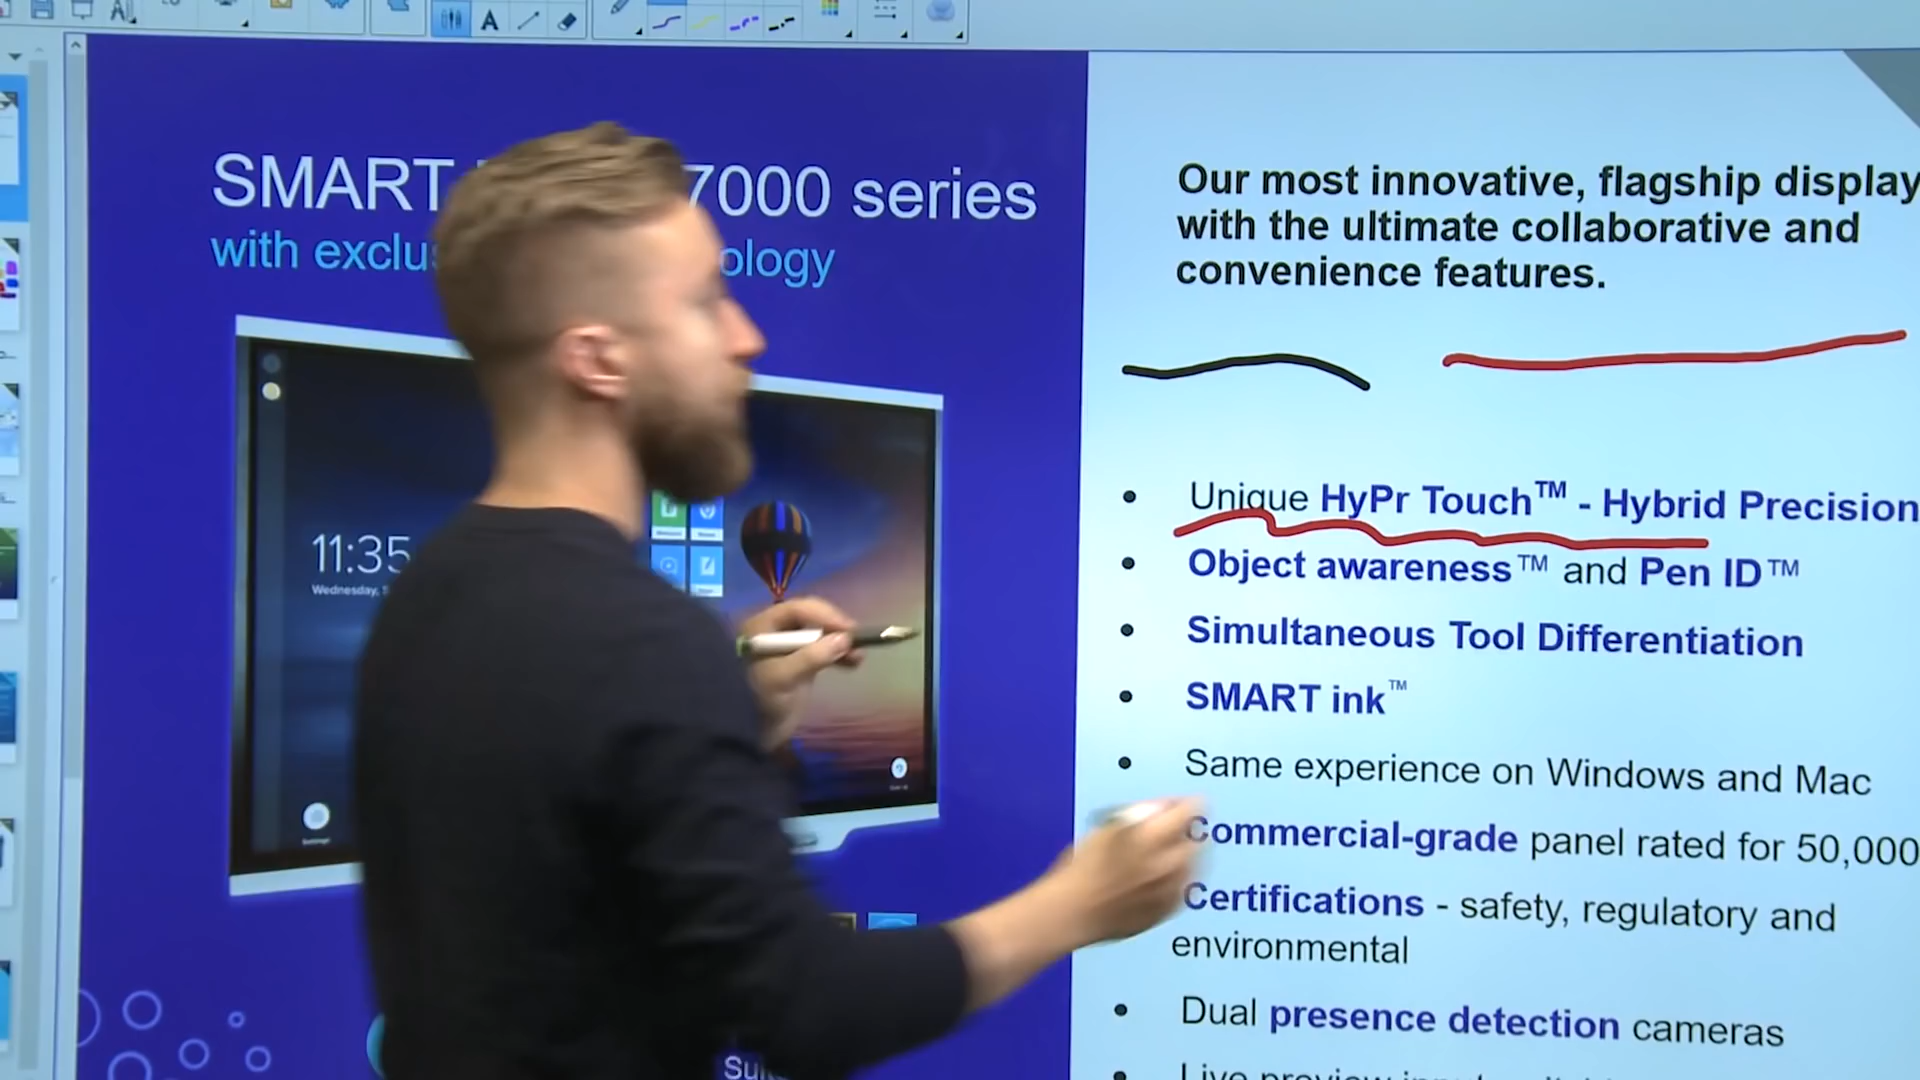 SMART 7000 series
with ology
11:35
Wednesday,
Our most innovative, flagship display
with the ultimate collaborative and
convenience features.
• Unique HyPr Touch™ - Hybrid Precision
• Object awareness™ and Pen ID™
• Simultaneous Tool Differentiation
• SMART ink™
• Same experience on Windows and Mac
Commercial-grade panel rated for 50,000
Certifications - safety, regulatory and
environmental
• Dual presence detection cameras